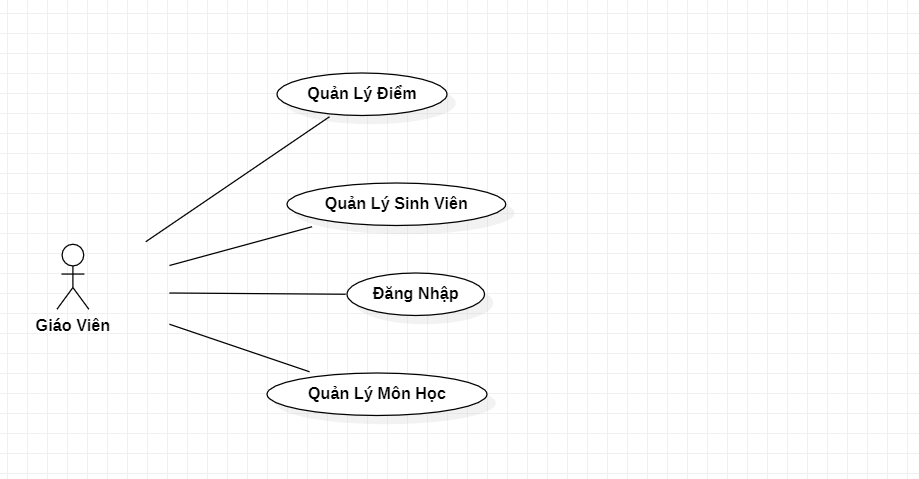 Quản Lý Điểm
Quản Lý Sinh Viên
Đăng Nhập
Giáo Viên
Quản Lý Môn Học